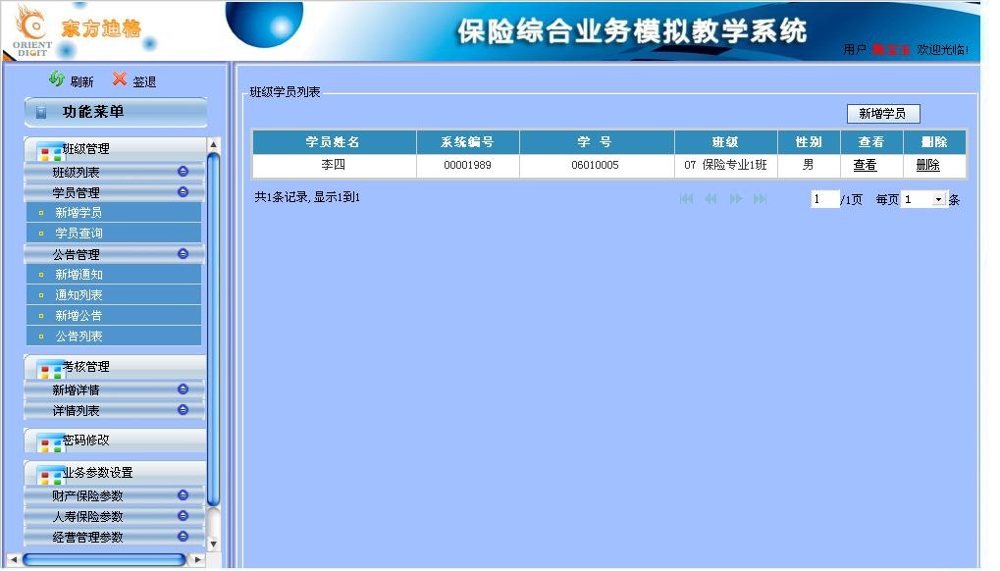 东方迪格
ORIENT
DIGIT
保险综合业务模拟教学系统
用户 欢迎光临!
刷新 签退
功能菜单
班级管理
班级列表
学员管理
新增学员
学员查询
公告管理
新增通知
通知列表
新增公告
公告列表
考核管理
新增详情
详情列表
密码修改
业务参数设置
财产保险参数
人寿保险参数
经营管理参数
班级学员列表
新增学员
学员姓名 系统编号 学 号 班级 性别 查看 删除
李四 00001989 06010005 07 保险专业1班 男 查看 删除
共1条记录,显示1到1
1 /1页 每页 1 条